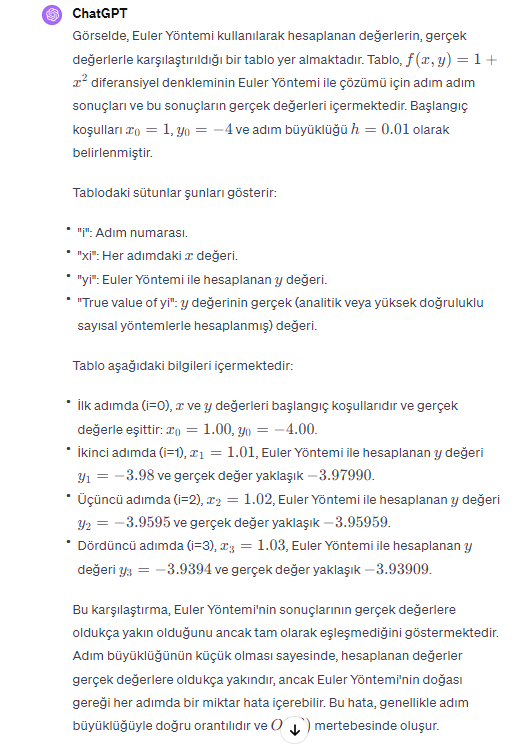 ChatGPT
Görselde, Euler Yöntemi kullanılarak hesaplanan değerlerin, gerçek
değerlerle karşılaştırıldığı bir tablo yer almaktadır. Tablo, f(x, y) = 1 +
x² diferansiyel denkleminin Euler Yöntemi ile çözümü için adım adım
sonuçları ve bu sonuçların gerçek değerleri içermektedir. Başlangıç
koşulları x₀ = 1, y₀ = −4 ve adım büyüklüğü h = 0.01 olarak
belirlenmiştir.
Tablodaki sütunlar şunları gösterir:
• "i": Adım numarası.
• "xi": Her adımdaki x değeri.
• "yi": Euler Yöntemi ile hesaplanan y değeri.
• "True value of yi": y değerinin gerçek (analitik veya yüksek doğruluklu
sayısal yöntemlerle hesaplanmış) değeri.
Tablo aşağıdaki bilgileri içermektedir:
• İlk adımda (i=0), x ve y değerleri başlangıç koşullarıdır ve gerçek
değerle eşittir: x₀ = 1.00, y₀ = −4.00.
• İkinci adımda (i=1), x₁ = 1.01, Euler Yöntemi ile hesaplanan y değeri
y₁ = −3.98 ve gerçek değer yaklaşık −3.97990.
• Üçüncü adımda (i=2), x₂ = 1.02, Euler Yöntemi ile hesaplanan y değeri
y₂ = −3.9595 ve gerçek değer yaklaşık −3.95959.
• Dördüncü adımda (i=3), x₃ = 1.03, Euler Yöntemi ile hesaplanan y
değeri y₃ = −3.9394 ve gerçek değer yaklaşık −3.93909.
Bu karşılaştırma, Euler Yöntemi'nin sonuçlarının gerçek değerlere
oldukça yakın olduğunu ancak tam olarak eşleşmediğini göstermektedir.
Adım büyüklüğünün küçük olması sayesinde, hesaplanan değerler
gerçek değerlere oldukça yakındır, ancak Euler Yöntemi'nin doğası
gereği her adımda bir miktar hata içerebilir. Bu hata, genellikle adım
büyüklüğüyle doğru orantılıdır ve mertebesinde oluşur.